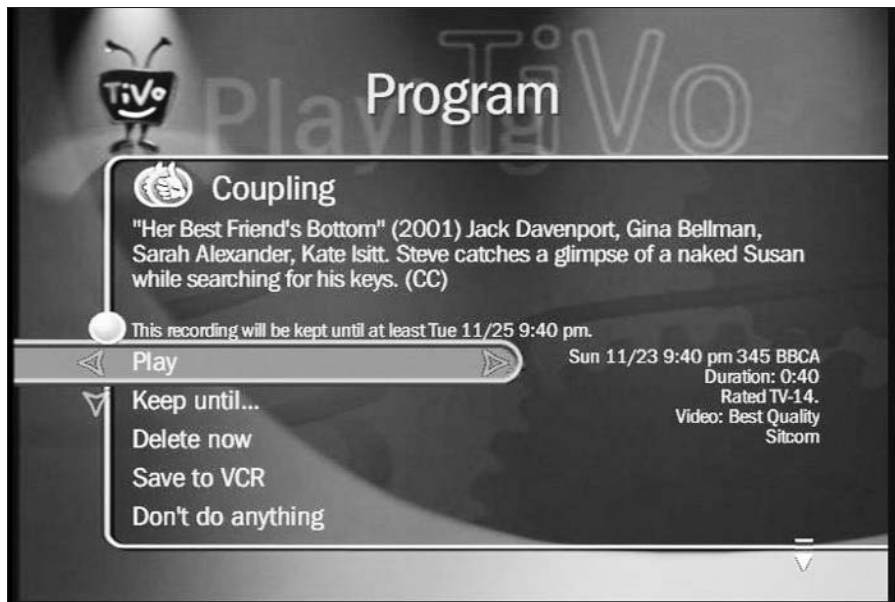 TiVo
Playing TiVo
Program
Coupling
"Her Best Friend's Bottom" (2001) Jack Davenport, Gina Bellman,
Sarah Alexander, Kate Isitt. Steve catches a glimpse of a naked Susan
while searching for his keys. (CC)
This recording will be kept until at least Tue 11/25 9:40 pm.
Play
Sun 11/23 9:40 pm 345 BBCA
Duration: 0:40
Rated TV-14.
Video: Best Quality
Sitcom
Keep until...
Delete now
Save to VCR
Don't do anything